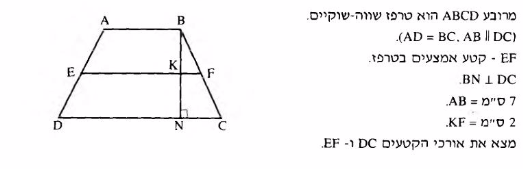 מרובע ABCD הוא טרפז שווה-שוקיים.
(AD = BC, AB ∥ DC).
EF - קטע אמצעים בטרפז.
BN ⊥ DC.
7 ס"מ = AB.
2 ס"מ = KF.
מצא את אורכי הקטעים DC ו- EF.
A B
E K F
D N C